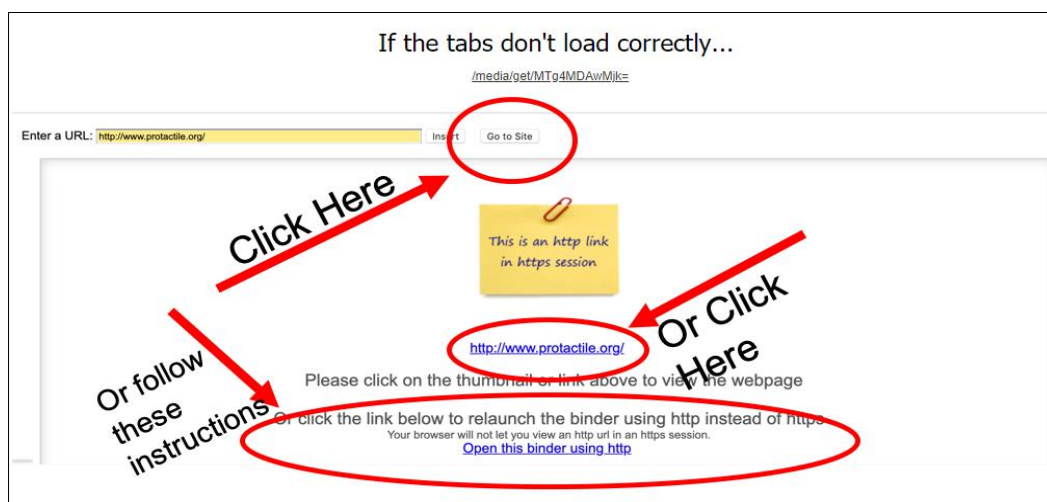 If the tabs don't load correctly...
/media/get/MTg4MDAwMjk=
Enter a URL: http://www.protactile.org/ Insert Go to Site
Click Here
This is an http link
in https session
Or Click
Here
http://www.protactile.org/
Please click on the thumbnail or link above to view the webpage
Or follow
these
instructions
Or click the link below to relaunch the binder using http instead of https
Your browser will not let you view an http url in an https session.
Open this binder using http